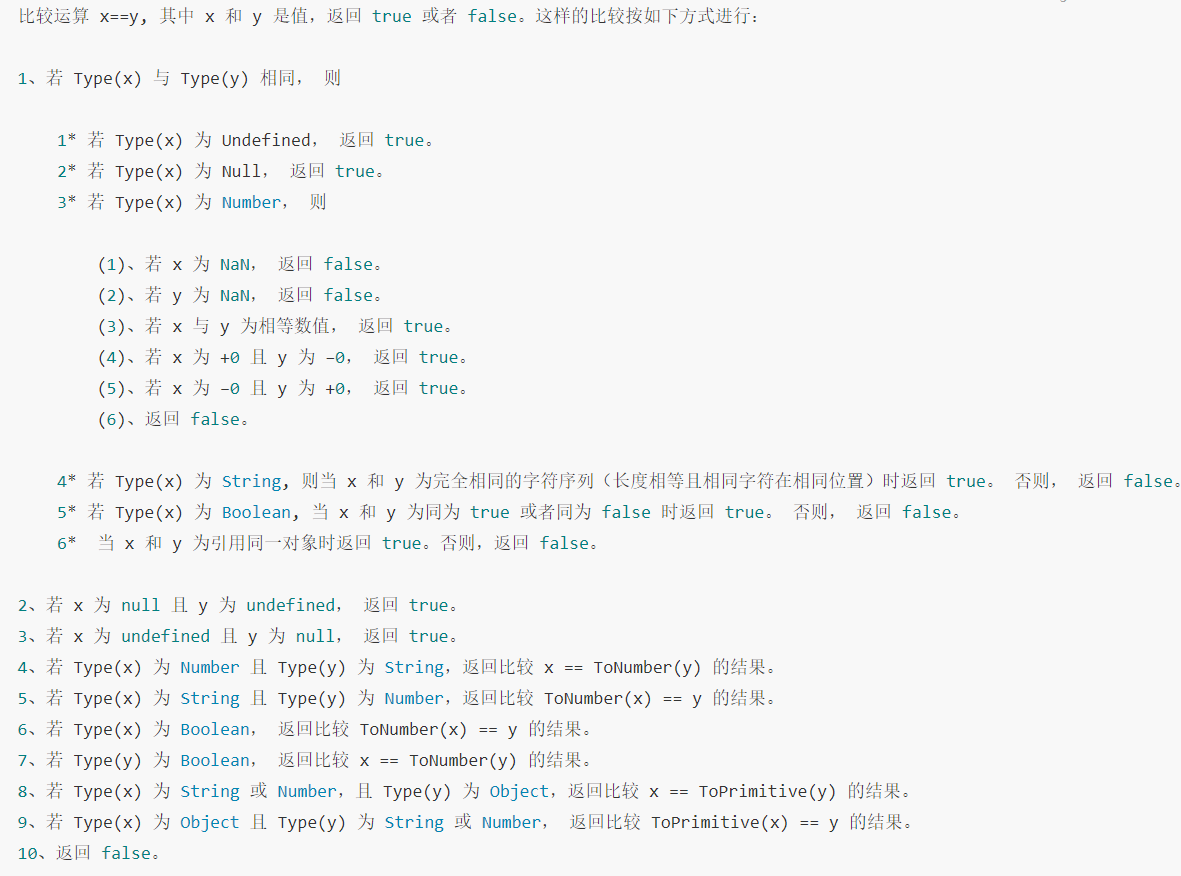 比较运算 x==y, 其中 x 和 y 是值，返回 true 或者 false。这样的比较按如下方式进行：
1、若 Type(x) 与 Type(y) 相同， 则
1* 若 Type(x) 为 Undefined， 返回 true。
2* 若 Type(x) 为 Null， 返回 true。
3* 若 Type(x) 为 Number， 则
(1)、若 x 为 NaN， 返回 false。
(2)、若 y 为 NaN， 返回 false。
(3)、若 x 与 y 为相等数值， 返回 true。
(4)、若 x 为 +0 且 y 为 −0， 返回 true。
(5)、若 x 为 −0 且 y 为 +0， 返回 true。
(6)、返回 false。
4* 若 Type(x) 为 String, 则当 x 和 y 为完全相同的字符序列（长度相等且相同字符在相同位置）时返回 true。 否则， 返回 false。
5* 若 Type(x) 为 Boolean, 当 x 和 y 为同为 true 或者同为 false 时返回 true。 否则， 返回 false。
6* 当 x 和 y 为引用同一对象时返回 true。否则，返回 false。
2、若 x 为 null 且 y 为 undefined， 返回 true。
3、若 x 为 undefined 且 y 为 null， 返回 true。
4、若 Type(x) 为 Number 且 Type(y) 为 String，返回比较 x == ToNumber(y) 的结果。
5、若 Type(x) 为 String 且 Type(y) 为 Number，返回比较 ToNumber(x) == y 的结果。
6、若 Type(x) 为 Boolean， 返回比较 ToNumber(x) == y 的结果。
7、若 Type(y) 为 Boolean， 返回比较 x == ToNumber(y) 的结果。
8、若 Type(x) 为 String 或 Number，且 Type(y) 为 Object，返回比较 x == ToPrimitive(y) 的结果。
9、若 Type(x) 为 Object 且 Type(y) 为 String 或 Number， 返回比较 ToPrimitive(x) == y 的结果。
10、返回 false。